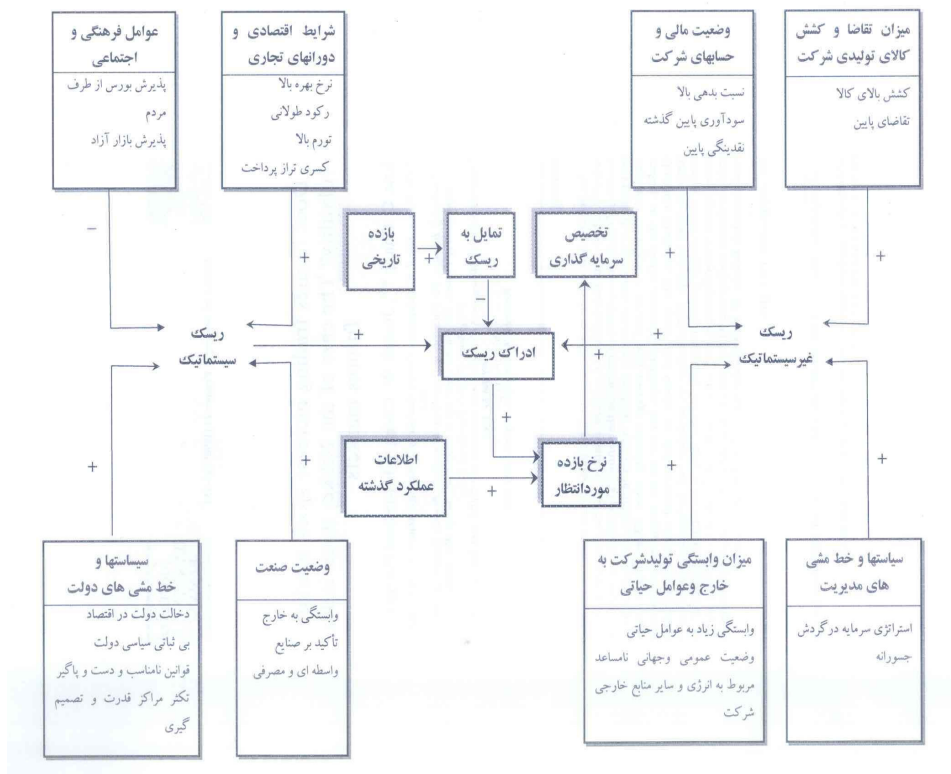 میزان تقاضا و کشش
کالای تولیدی شرکت
کشش بالای کالا
تقاضای پایین
وضعیت مالی و
حسابهای شرکت
نسبت بدهی بالا
سودآوری پایین گذشته
نقدینگی پایین
شرایط اقتصادی و
دورانهای تجاری
نرخ بهره بالا
رکود طولانی
تورم بالا
کسری تراز پرداخت
عوامل فرهنگی و
اجتماعی
پذیرش بورس از طرف
مردم
پذیرش بازار آزاد
تخصیص
سرمایه گذاری
تمایل به
ریسک
بازده
تاریخی
+
+
+
+
–
–
ریسک
غیرسیستماتیک
+
ادراک ریسک
+
ریسک
سیستماتیک
+
+
نرخ بازده
موردانتظار
+
اطلاعات
عملکرد گذشته
+
+
+
+
سیاستها و خط مشی
های مدیریت
استراتژی سرمایه درگردش
جسورانه
میزان وابستگی تولیدشرکت به
خارج وعوامل حیاتی
وابستگی زیاد به عوامل حیاتی
وضعیت عمومی وجهانی نامساعد
مربوط به انرژی و سایر منابع خارجی
شرکت
وضعیت صنعت
وابستگی به خارج
تأکید بر صنایع
واسطه ای و مصرفی
سیساستها و
خط مشی های دولت
دخالت دولت در اقتصاد
بی ثباتی سیاسی دولت
قوانین نامناسب و دست و پاگیر
تکثر مراکز قدرت و تصمیم
گیری